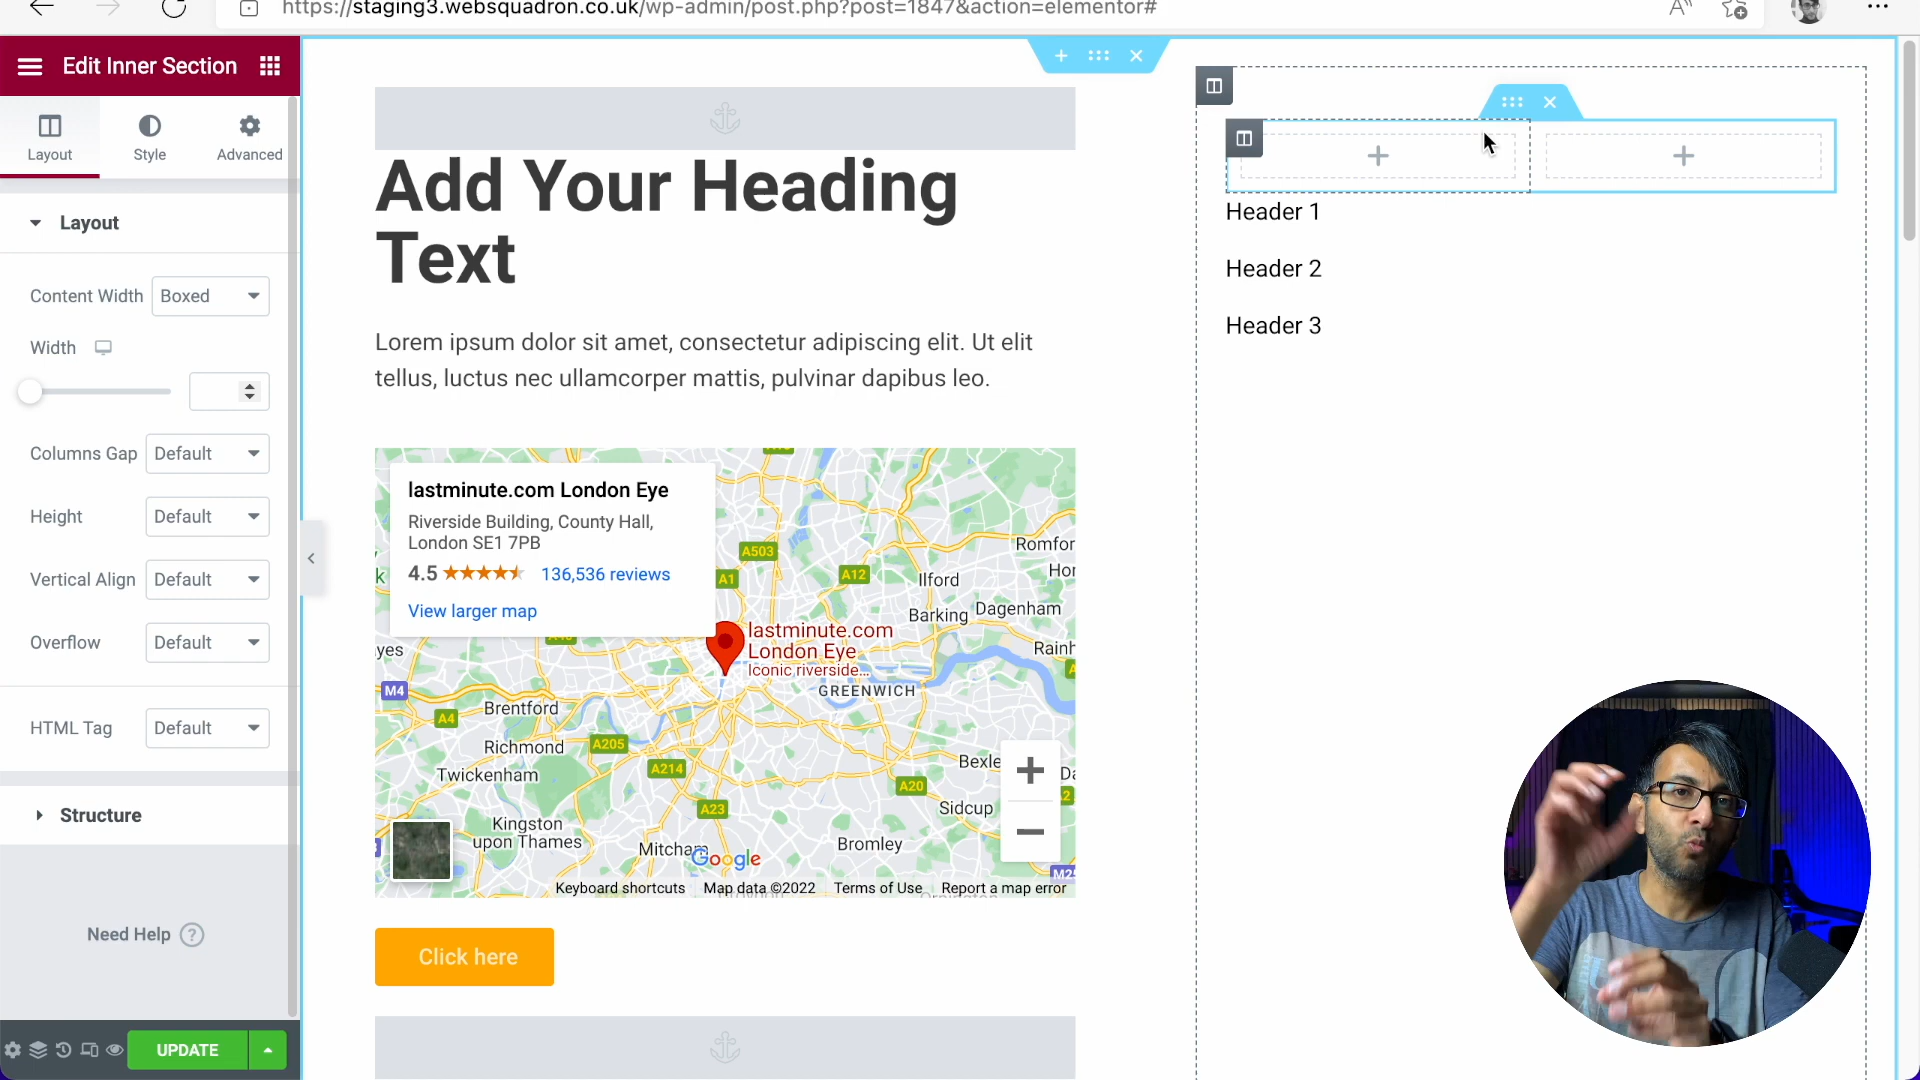 https://staging3.websquadron.co.uk/wp-admin/post.php?post=1847&action=elementor#
Edit Inner Section
Layout
Style
Advanced
Layout
Content Width
Boxed
Width
Columns Gap
Default
Height
Default
Vertical Align
Default
Overflow
Default
HTML Tag
Default
Structure
Need Help ?
UPDATE
Add Your Heading
Text
Lorem ipsum dolor sit amet, consectetur adipiscing elit. Ut elit
tellus, luctus nec ullamcorper mattis, pulvinar dapibus leo.
lastminute.com London Eye
Riverside Building, County Hall,
London SE1 7PB
4.5
136,536 reviews
View larger map
A503
A1
A12
Romfor
Hor
Ilford
Barking
Dagenham
lastminute.com
London Eye
Iconic riverside...
yes
Rainh
M4
A4
Brentford
GREENWICH
Richmond
A205
Twickenham
A214
Bexle
A20
A23
Sidcup
Kingston
upon Thames
Mitcham
Bromley
Google
M25
Keyboard shortcuts
Map data ©2022
Terms of Use
Report a map error
Click here
Header 1
Header 2
Header 3